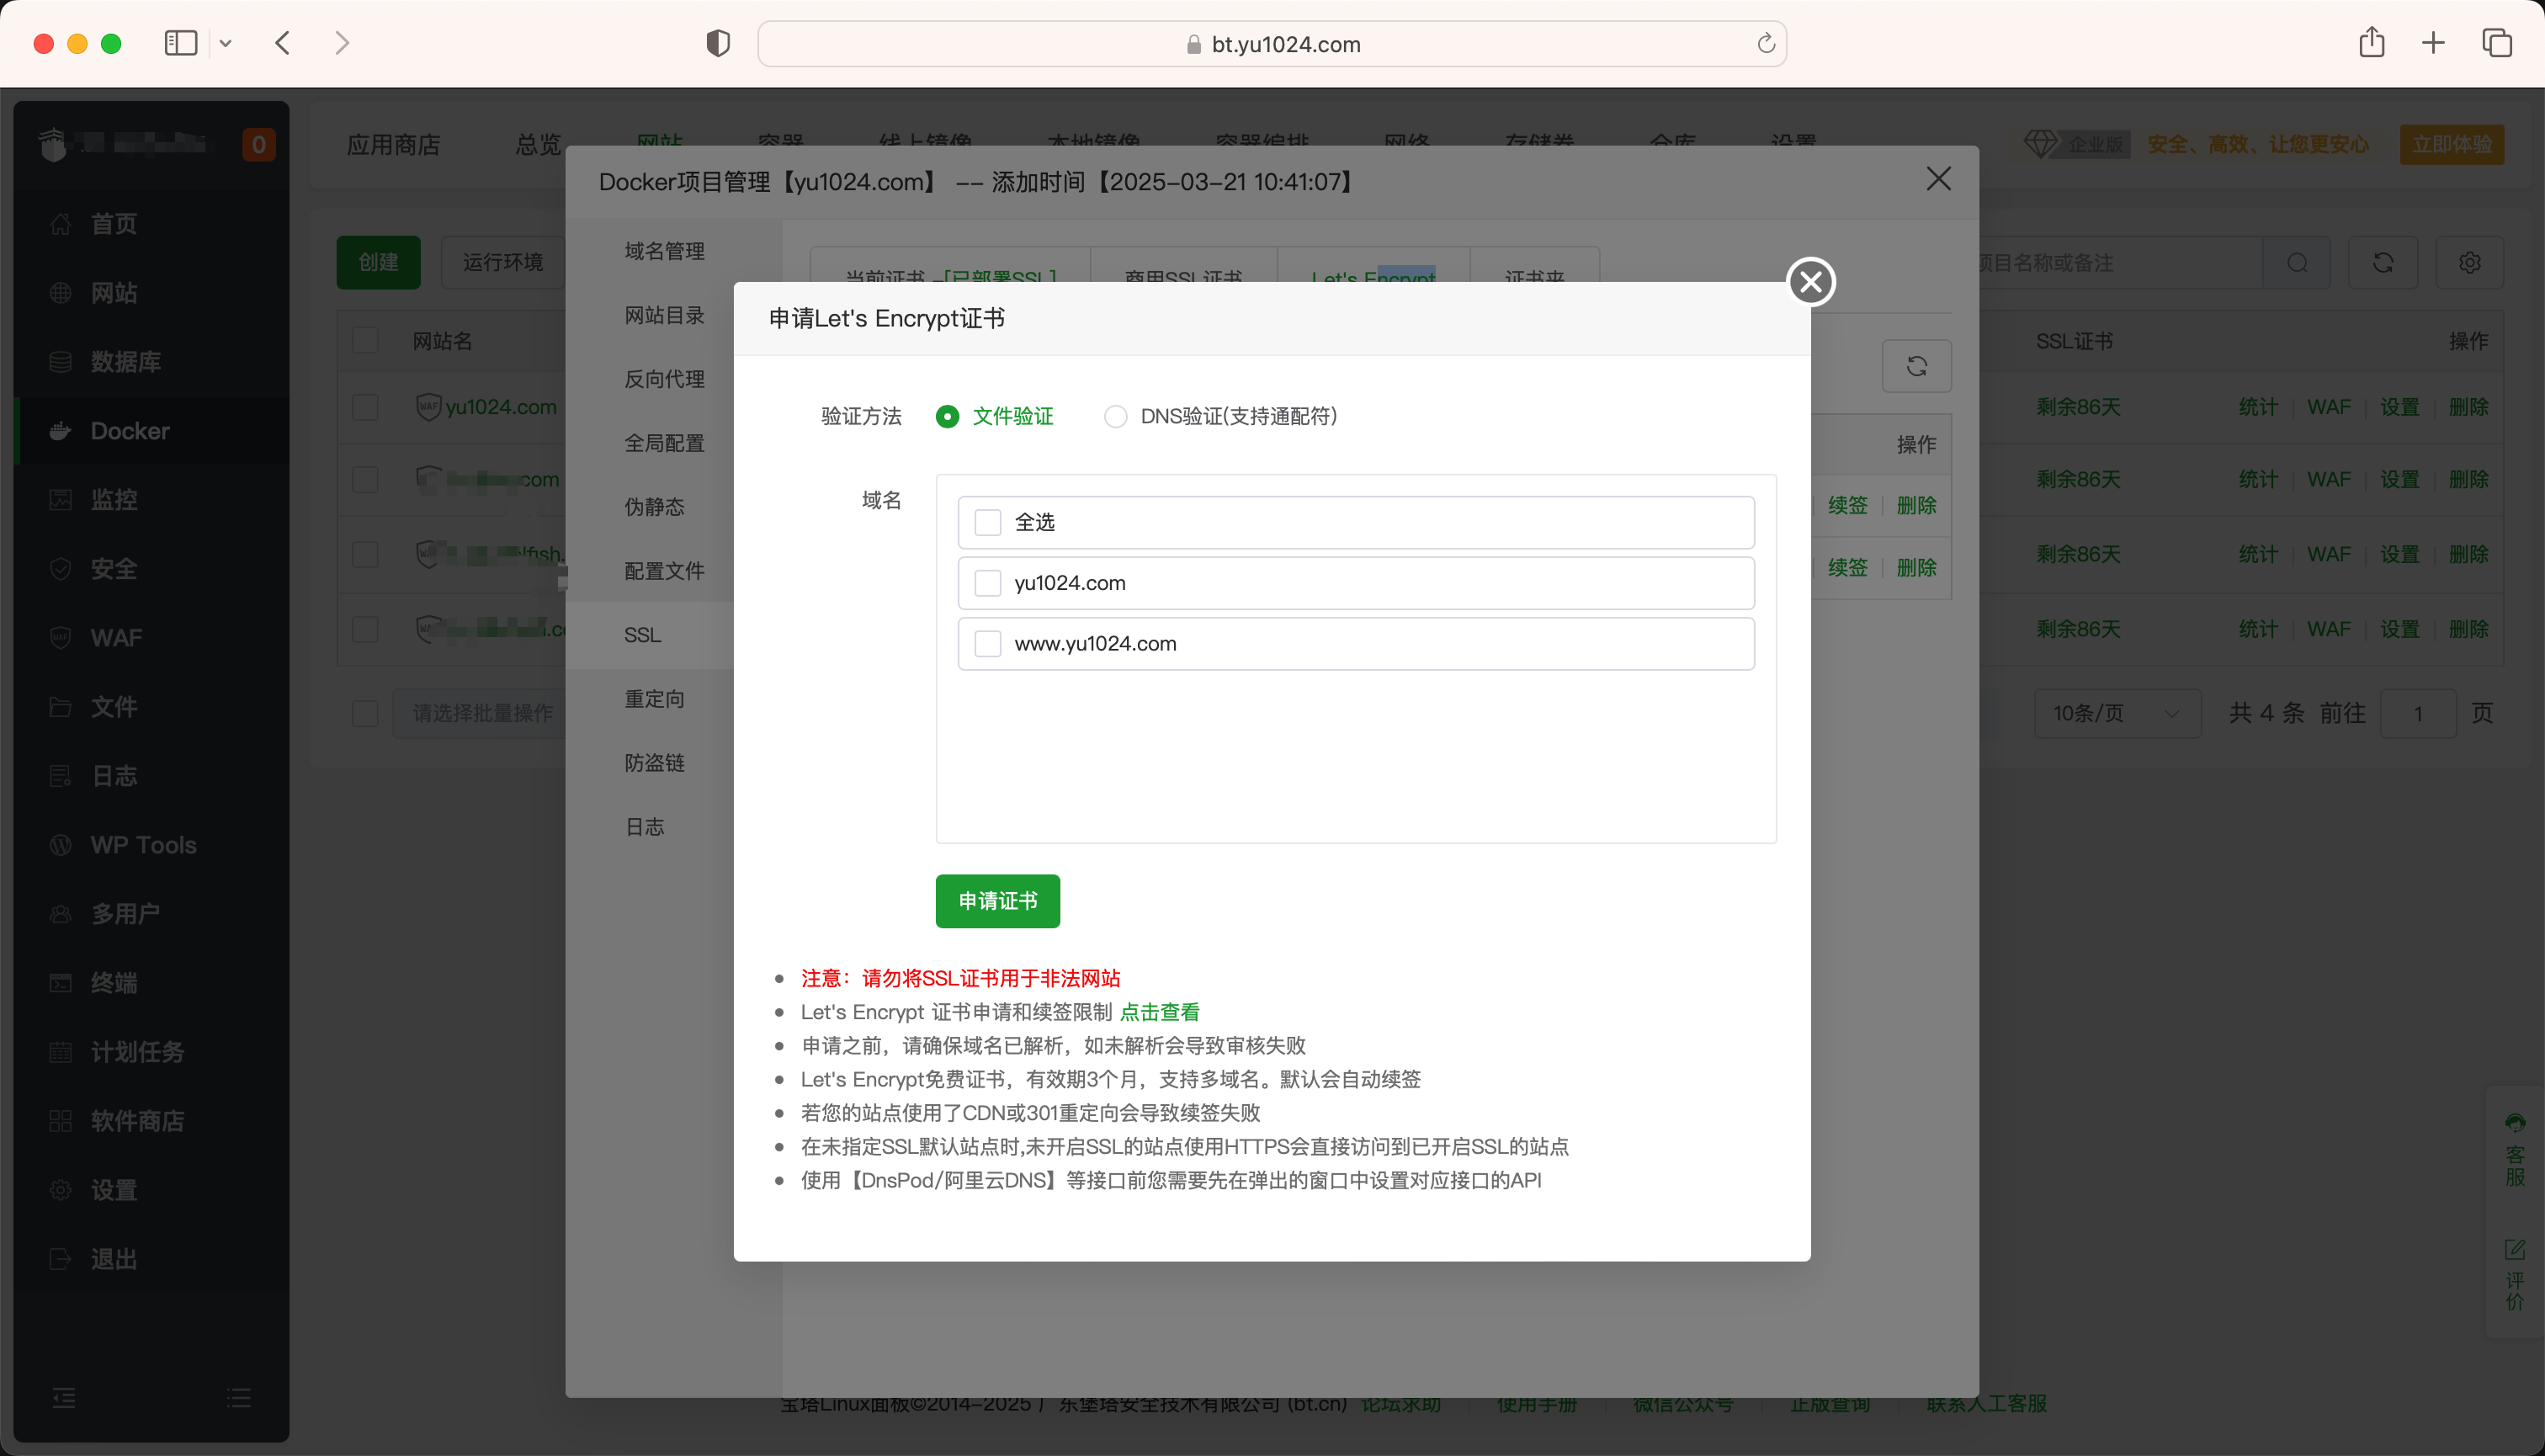 bt.yu1024.com
0
首页
网站
数据库
Docker
监控
安全
WAF
文件
日志
WP Tools
多用户
终端
计划任务
软件商店
设置
退出
应用商店 总览 网站 容器 线上镜像 本地镜像 容器编排 网络 存储卷 仓库 设置
企业版 安全、高效、让您更安心 立即体验
创建 运行环境
项目名称或备注
网站名 SSL证书 操作
yu1024.com 剩余86天 统计 WAF 设置 删除
com 剩余86天 统计 WAF 设置 删除
lfish. 剩余86天 统计 WAF 设置 删除
剩余86天 统计 WAF 设置 删除
请选择批量操作 10条/页 共 4 条 前往 1 页
Docker项目管理【yu1024.com】 -- 添加时间【2025-03-21 10:41:07】
域名管理
网站目录
反向代理
全局配置
伪静态
配置文件
SSL
重定向
防盗链
日志
当前证书 -[已部署SSL] 商用SSL证书 Let's Encrypt 证书夹
操作
续签 删除
续签 删除
申请Let's Encrypt证书
验证方法 文件验证 DNS验证(支持通配符)
域名
全选
yu1024.com
www.yu1024.com
申请证书
注意：请勿将SSL证书用于非法网站
Let's Encrypt 证书申请和续签限制 点击查看
申请之前，请确保域名已解析，如未解析会导致审核失败
Let's Encrypt免费证书，有效期3个月，支持多域名。默认会自动续签
若您的站点使用了CDN或301重定向会导致续签失败
在未指定SSL默认站点时,未开启SSL的站点使用HTTPS会直接访问到已开启SSL的站点
使用【DnsPod/阿里云DNS】等接口前您需要先在弹出的窗口中设置对应接口的API
客服
评价
宝塔Linux面板©2014-2025 广东堡塔安全技术有限公司 (bt.cn) 论坛求助 使用手册 微信公众号 正版查询 联系人工客服